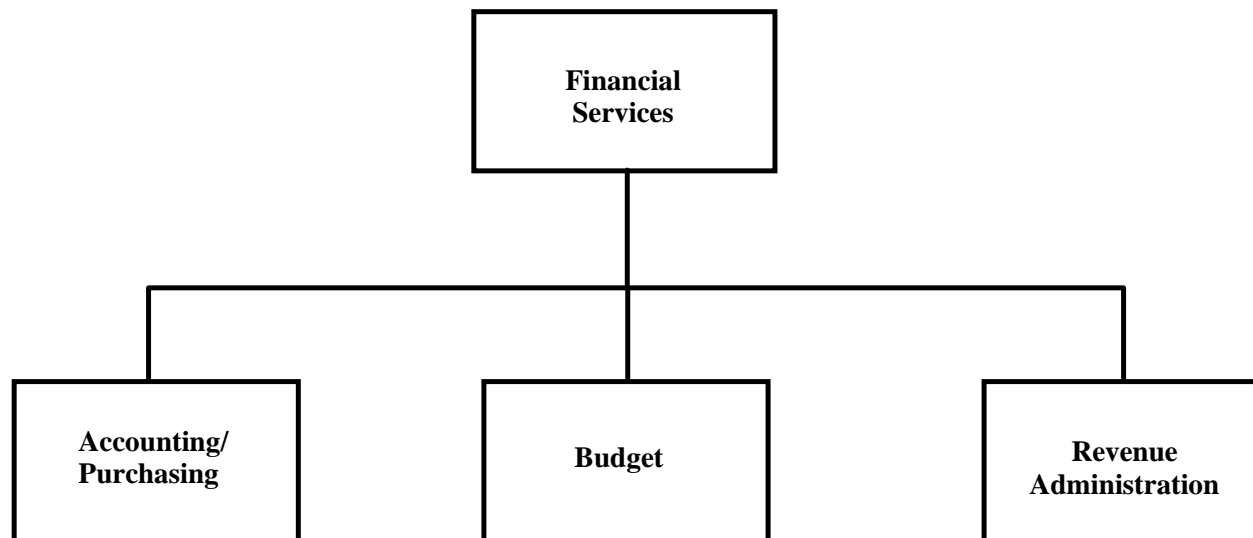 Financial
Services
Accounting/
Purchasing
Budget
Revenue
Administration